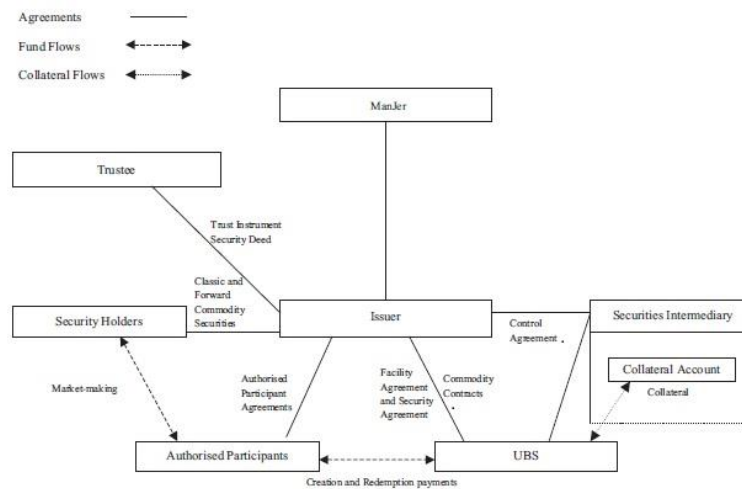 Agreements
Fund Flows
Collateral Flows
ManJer
Trustee
Trust Instrument
Security Deed
Classic and
Forward
Commodity
Securities
Security Holders
Issuer
Control
Agreement .
Securities Intermediary
Collateral Account
Collateral
Market-making
Authorised
Participant
Agreements
Facility
Agreement
and Security
Agreement
Commodity
Contracts
.
Authorised Participants
UBS
Creation and Redemption payments